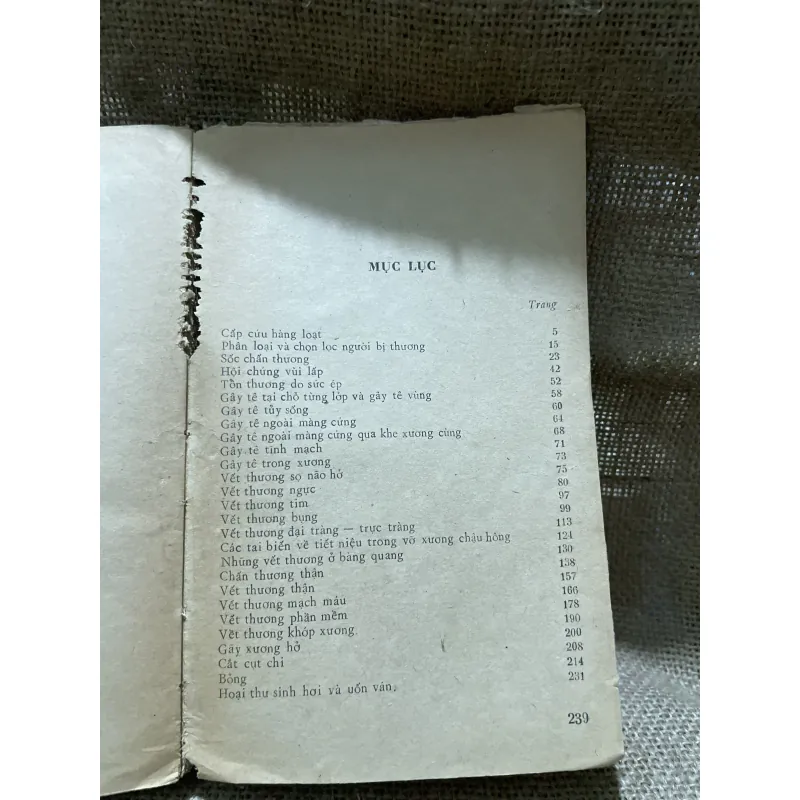 MỤC LỤC
Trang
Cấp cứu hàng loạt 5
Phân loại và chọn lọc người bị thương 15
Sốc chấn thương 23
Hội chứng vùi lấp 42
Tổn thương do sức ép 52
Gây tê tại chỗ từng lớp và gây tê vùng 58
Gây tê tủy sống 60
Gây tê ngoài màng cứng 64
Gây tê ngoài màng cứng qua khe xương cùng 68
Gây tê tĩnh mạch 71
Gây tê trong xương 73
Vết thương sọ não hở 75
Vết thương ngực 80
Vết thương tim 97
Vết thương bụng 99
Vết thương đại tràng — trực tràng 113
Các tai biến về tiết niệu trong vỡ xương chậu hông 124
Những vết thương ở bàng quang 130
Chấn thương thận 138
Vết thương thận 157
Vết thương mạch máu 166
Vết thương phần mềm 178
Vết thương khớp xương. 190
Gãy xương hở 200
Cắt cụt chi 208
Bỏng 214
Hoại thư sinh hơi và uốn ván. 231
239